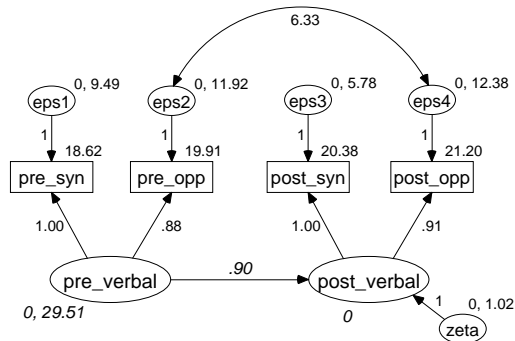 6.33
0, 9.49
0, 11.92
0, 5.78
0, 12.38
eps1
eps2
eps3
eps4
1
1
1
1
18.62
19.91
20.38
21.20
pre_syn
pre_opp
post_syn
post_opp
1.00
.88
1.00
.91
pre_verbal
.90
post_verbal
0, 29.51
0
1
0, 1.02
zeta